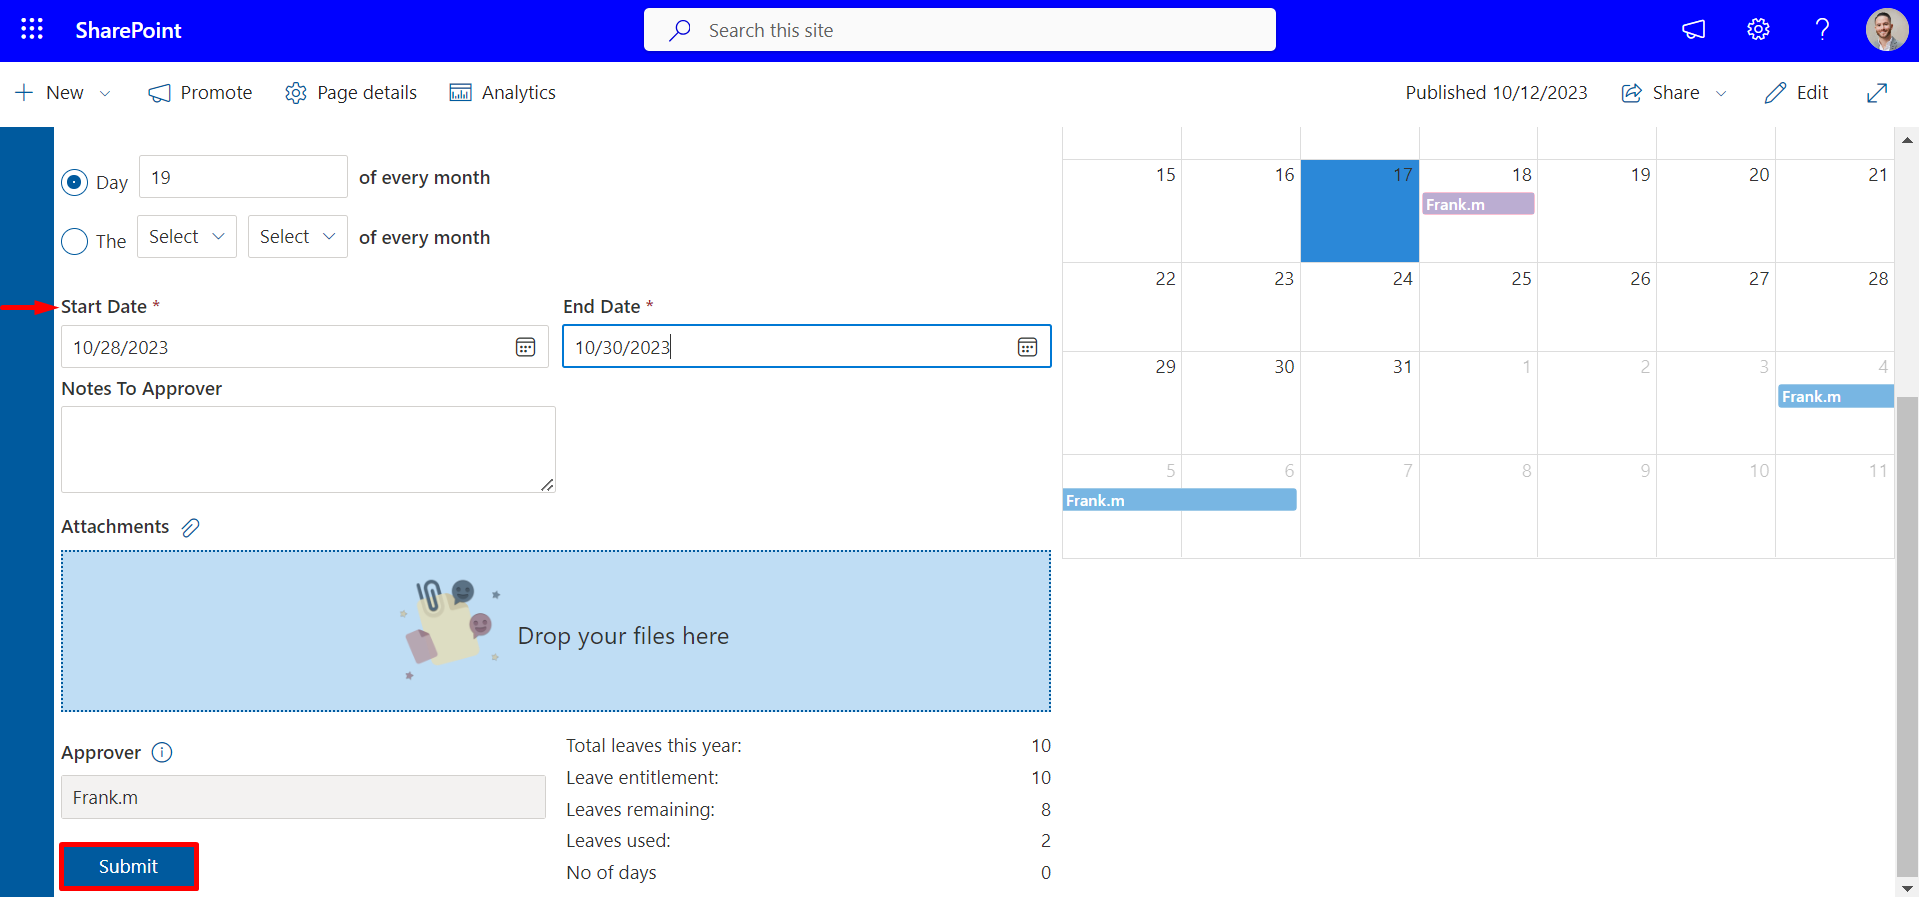 SharePoint
Search this site
?
New
Promote
Page details
Analytics
Published 10/12/2023
Share
Edit
Day
19
of every month
The
Select
Select
of every month
Start Date *
End Date *
10/28/2023
10/30/2023
Notes To Approver
Attachments
Drop your files here
Approver
Frank.m
Submit
Total leaves this year: 10
Leave entitlement: 10
Leaves remaining: 8
Leaves used: 2
No of days 0
15 16 17 18 19 20 21
Frank.m
22 23 24 25 26 27 28
29 30 31 1 2 3 4
Frank.m
5 6 7 8 9 10 11
Frank.m